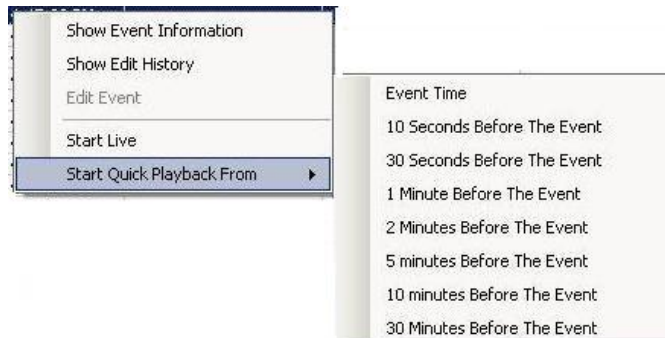 Show Event Information
Show Edit History
Edit Event
Start Live
Start Quick Playback From
Event Time
10 Seconds Before The Event
30 Seconds Before The Event
1 Minute Before The Event
2 Minutes Before The Event
5 minutes Before The Event
10 minutes Before The Event
30 Minutes Before The Event